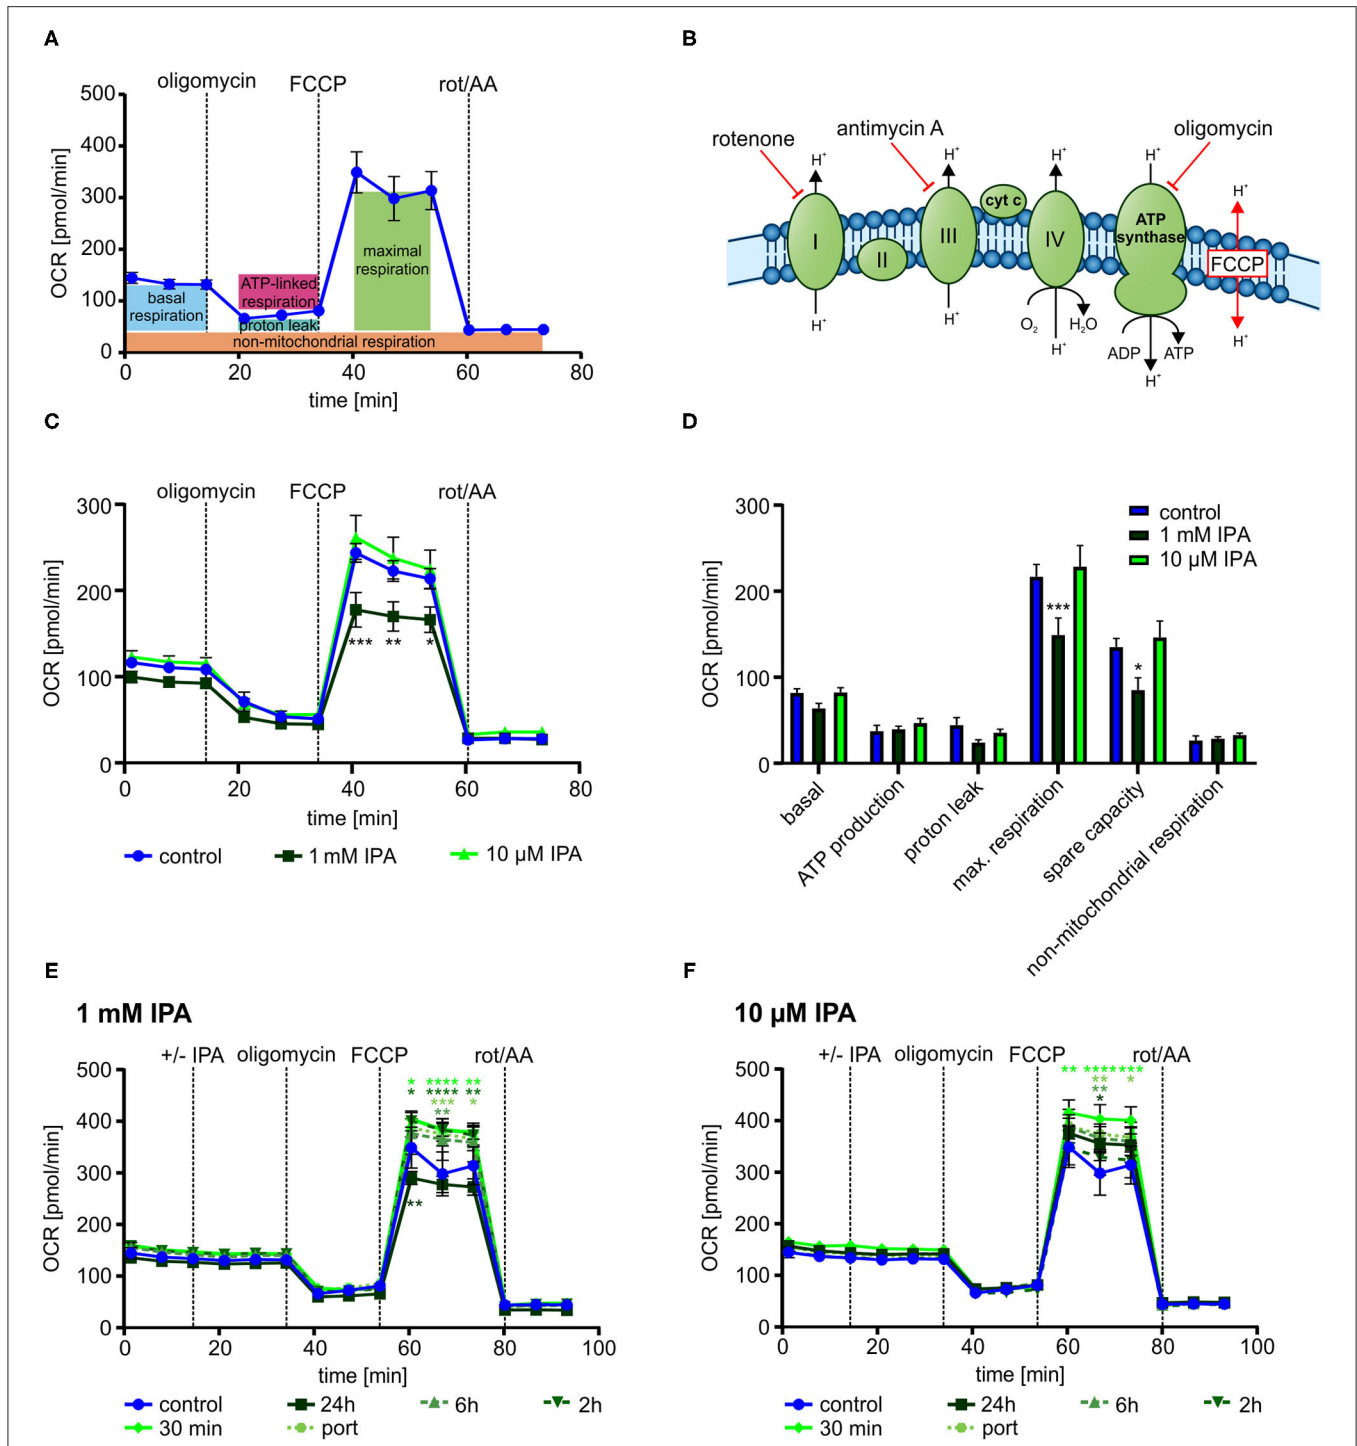 A
oligomycin FCCP rot/AA
500
400
300
200
100
0
OCR [pmol/min]
basal
respiration
ATP-linked
respiration
proton leak
maximal
respiration
non-mitochondrial respiration
0 20 40 60 80
time [min]
B
rotenone antimycin A oligomycin
H⁺ H⁺ H⁺ H⁺ H⁺
I II III cyt c IV
ATP
synthase
FCCP
O₂ H₂O
ADP ATP
H⁺ H⁺ H⁺ H⁺ H⁺
C
oligomycin FCCP rot/AA
300
200
100
0
OCR [pmol/min]
*** ** *
0 20 40 60 80
time [min]
control 1 mM IPA 10 µM IPA
D
300
200
100
0
OCR [pmol/min]
control
1 mM IPA
10 µM IPA
***
*
basal
ATP production
proton leak
max. respiration
spare capacity
non-mitochondrial respiration
E
1 mM IPA
+/- IPA oligomycin FCCP rot/AA
500
400
300
200
100
0
OCR [pmol/min]
* **** **
* **** **
*** *
**
**
0 20 40 60 80 100
time [min]
control 24h 6h 2h
30 min port
F
10 µM IPA
+/- IPA oligomycin FCCP rot/AA
500
400
300
200
100
0
OCR [pmol/min]
** **** ***
** *
**
*
0 20 40 60 80 100
time [min]
control 24h 6h 2h
30 min port